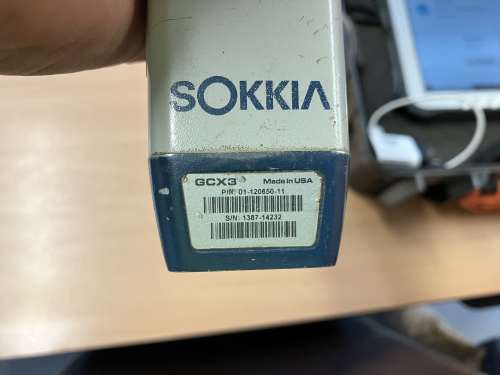 SOKKIA
GCX3 Made in USA
P/N: 01-120650-11
S/N: 1387-14232